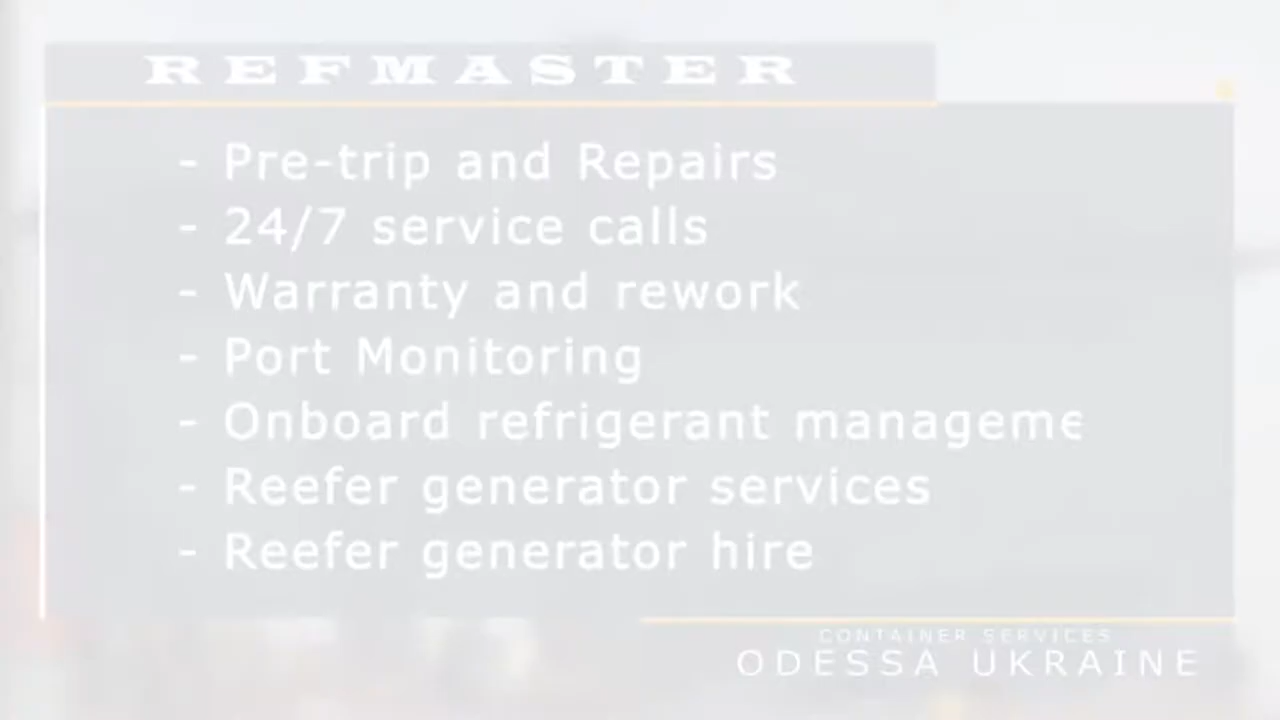 REFMASTER
- Pre-trip and Repairs
- 24/7 service calls
- Warranty and rework
- Port Monitoring
- Onboard refrigerant manageme
- Reefer generator services
- Reefer generator hire
CONTAINER SERVICES
ODESSA UKRAINE